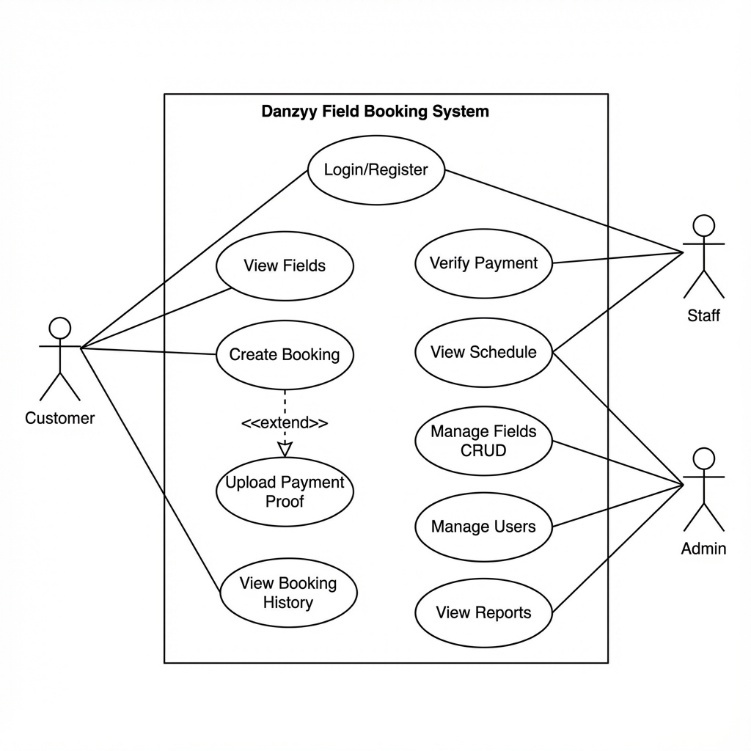 Danzyy Field Booking System
Login/Register
View Fields
Verify Payment
Staff
Create Booking
View Schedule
Customer
<<extend>>
Manage Fields
CRUD
Upload Payment
Proof
Manage Users
Admin
View Booking
History
View Reports